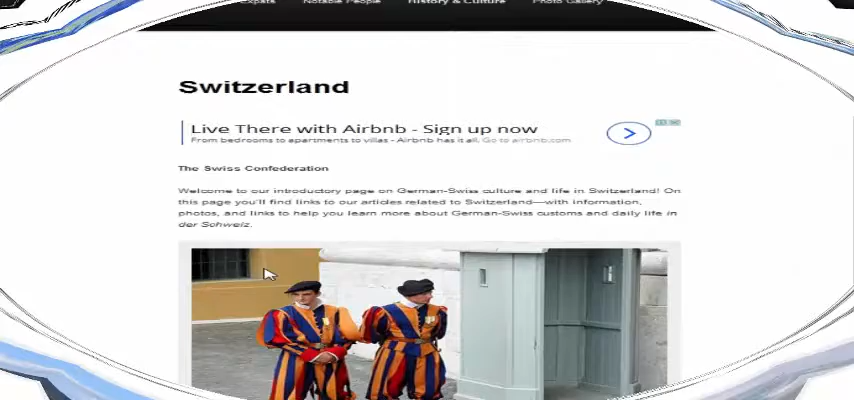 Expats Notable People History & Culture Photo Gallery
Switzerland
Live There with Airbnb - Sign up now
From bedrooms to apartments to villas - Airbnb has it all. Go to airbnb.com
The Swiss Confederation
Welcome to our introductory page on German-Swiss culture and life in Switzerland! On
this page you'll find links to our articles related to Switzerland—with information,
photos, and links to help you learn more about German-Swiss customs and daily life in
der Schweiz.